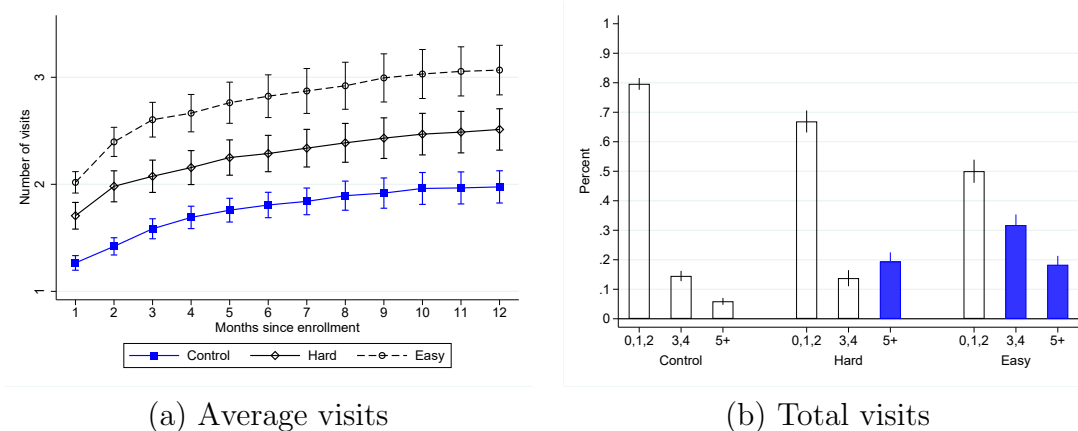 Number of visits
3
2
1
1 2 3 4 5 6 7 8 9 10 11 12
Months since enrollment
Control Hard Easy
(a) Average visits
Percent
1
.9
.8
.7
.6
.5
.4
.3
.2
.1
0
0,1,2 3,4 5+ 0,1,2 3,4 5+ 0,1,2 3,4 5+
Control Hard Easy
(b) Total visits